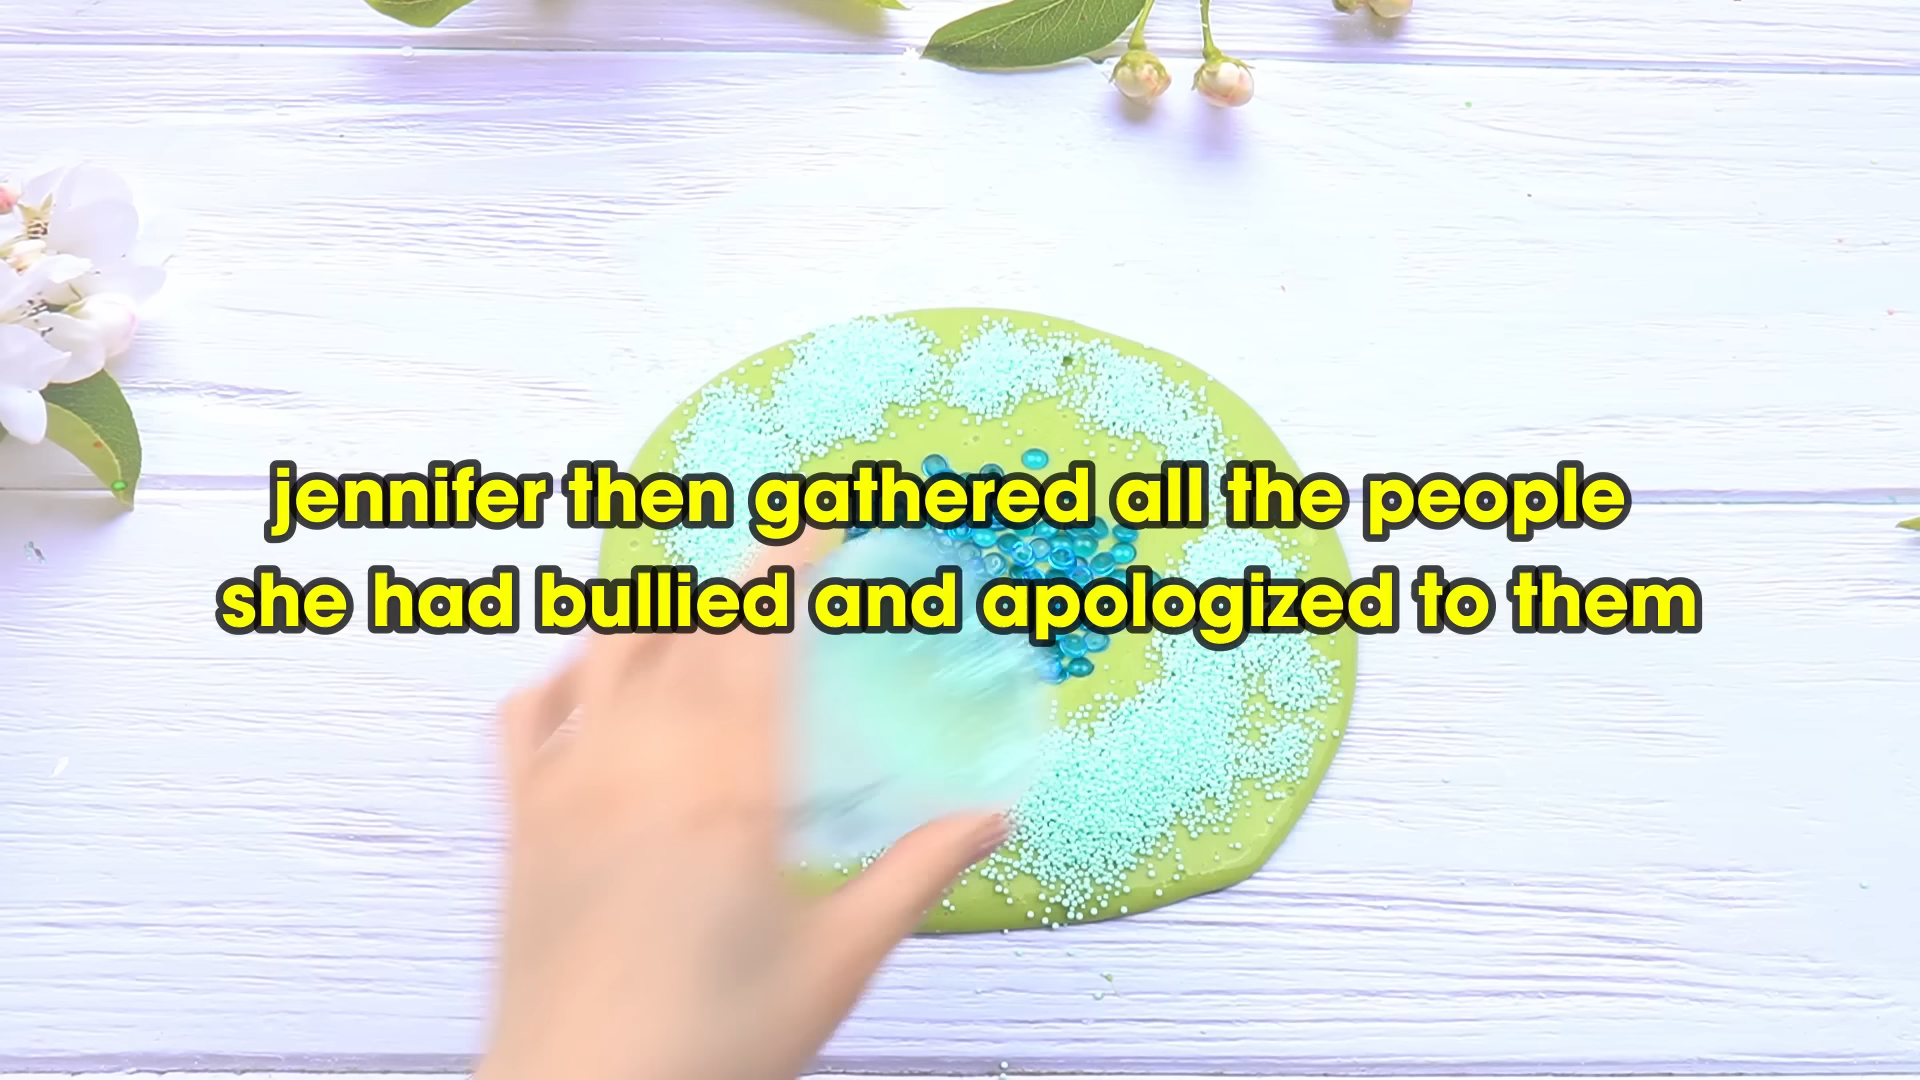 jennifer then gathered all the people
she had bullied and apologized to them